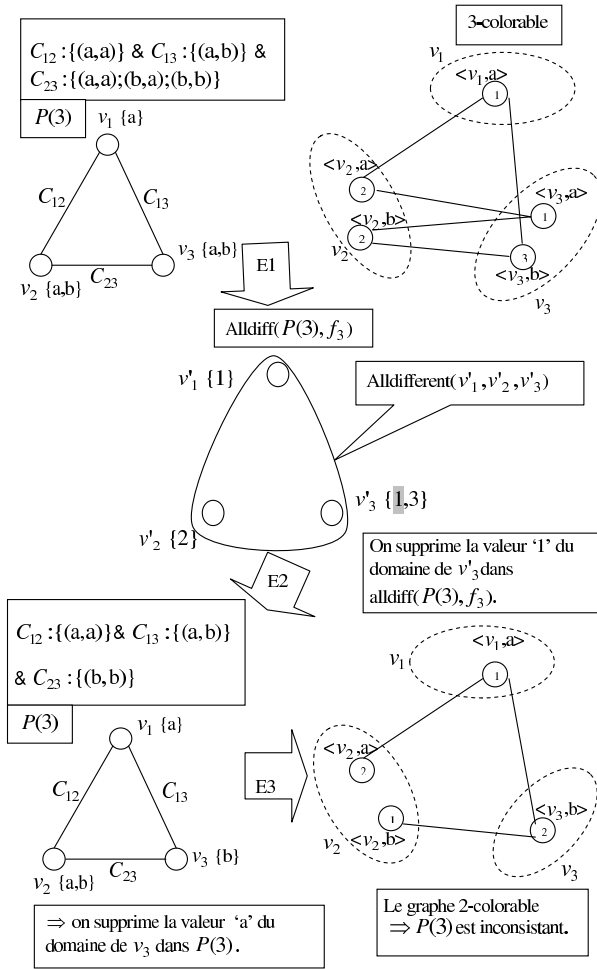 3-colorable
C12 :{(a,a)} & C13 :{(a,b)} &
C23 :{(a,a);(b,a);(b,b)}
P(3)
v1 {a}
C12
C13
v2 {a,b}
C23
v3 {a,b}
v1
<v1,a>
1
<v2,a>
2
<v2,b>
2
v2
<v3,a>
1
3
<v3,b>
v3
E1
Alldiff(P(3), f3)
v'1 {1}
Alldifferent(v'1,v'2,v'3)
v'3 {1,3}
v'2 {2}
On supprime la valeur ‘1’ du
domaine de v'3 dans
alldiff(P(3), f3).
E2
C12 :{(a,a)}& C13 :{(a,b)}
& C23 :{(b,b)}
P(3)
v1 {a}
C12
C13
v2 {a,b}
C23
v3 {b}
E3
<v1,a>
v1
1
<v2,a>
2
1
v2
<v2,b>
<v3,b>
2
v3
⇒ on supprime la valeur ‘a’ du
domaine de v3 dans P(3).
Le graphe 2-colorable
⇒ P(3) est inconsistant.